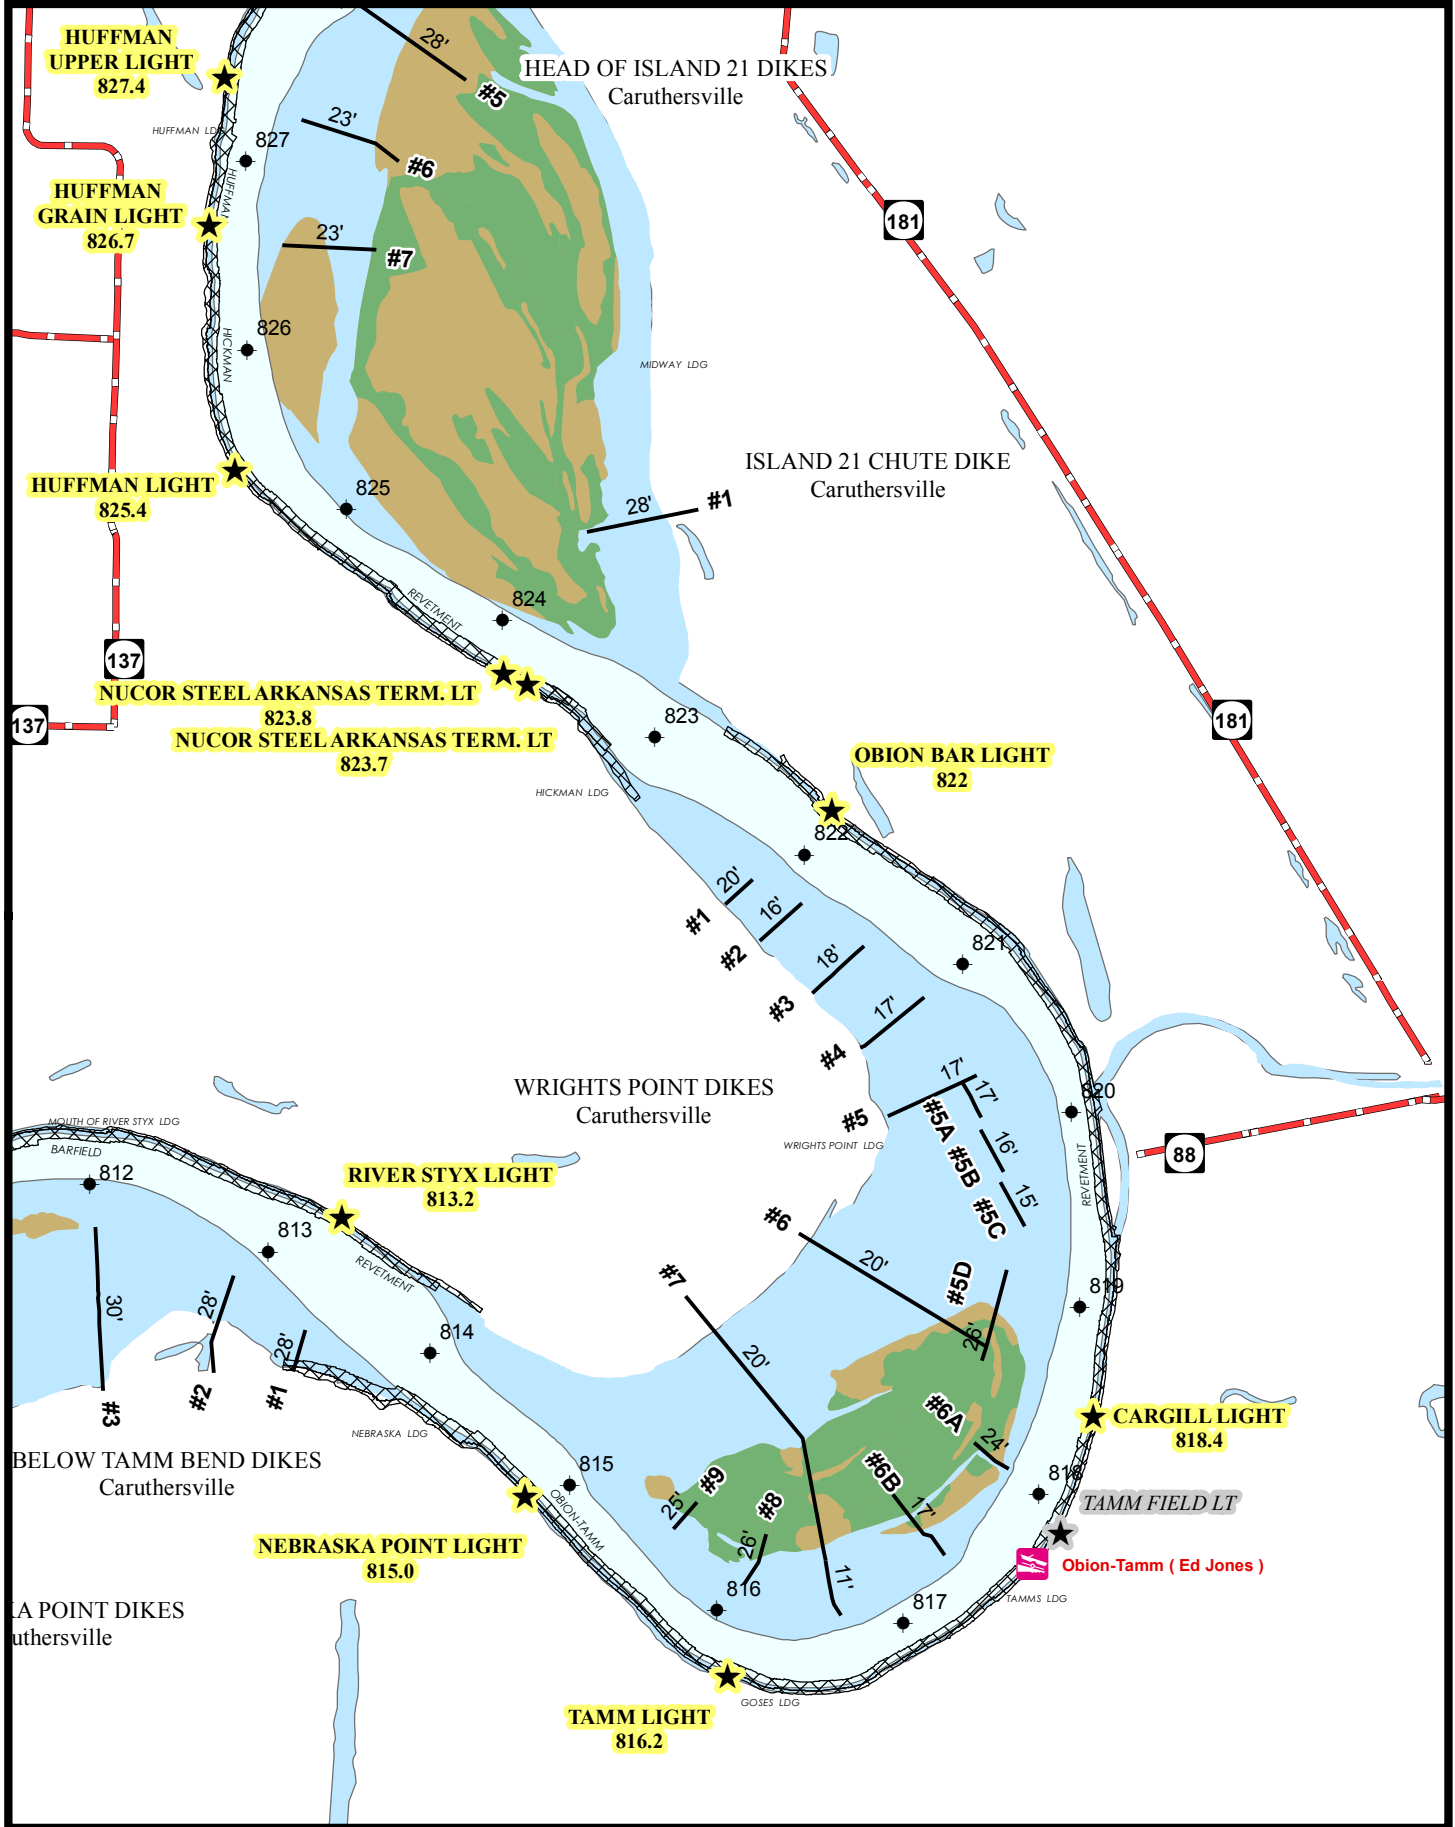 HUFFMAN
UPPER LIGHT
827.4
28'
#5
HEAD OF ISLAND 21 DIKES
Caruthersville
HUFFMAN LDG
827
23'
#6
HUFFMAN
GRAIN LIGHT
826.7
HUFFMAN
23'
#7
181
826
HICKMAN
MIDWAY LDG
HUFFMAN LIGHT
825.4
825
ISLAND 21 CHUTE DIKE
Caruthersville
28'
#1
824
REVETMENT
137
NUCOR STEEL ARKANSAS TERM. LT
823.8
NUCOR STEEL ARKANSAS TERM. LT
823.7
137
823
181
OBION BAR LIGHT
822
HICKMAN LDG
822
20'
#1
16'
#2
18'
#3
17'
#4
821
WRIGHTS POINT DIKES
Caruthersville
17'
#5
17'
#5A
16'
#5B
15'
#5C
820
WRIGHTS POINT LDG
88
REVETMENT
MOUTH OF RIVER STYX LDG
BARFIELD
812
RIVER STYX LIGHT
813.2
813
REVETMENT
814
#6
20'
#5D
26'
819
#7
20'
30'
#3
28'
#2
28'
#1
NEBRASKA LDG
BELOW TAMM BEND DIKES
Caruthersville
#6A
24'
CARGILL LIGHT
818.4
815
OBION-TAMM
#9
25'
#8
26'
#6B
17'
11'
818
TAMM FIELD LT
NEBRASKA POINT LIGHT
815.0
Obion-Tamm ( Ed Jones )
TAMMS LDG
816
817
KA POINT DIKES
uthersville
GOSES LDG
TAMM LIGHT
816.2